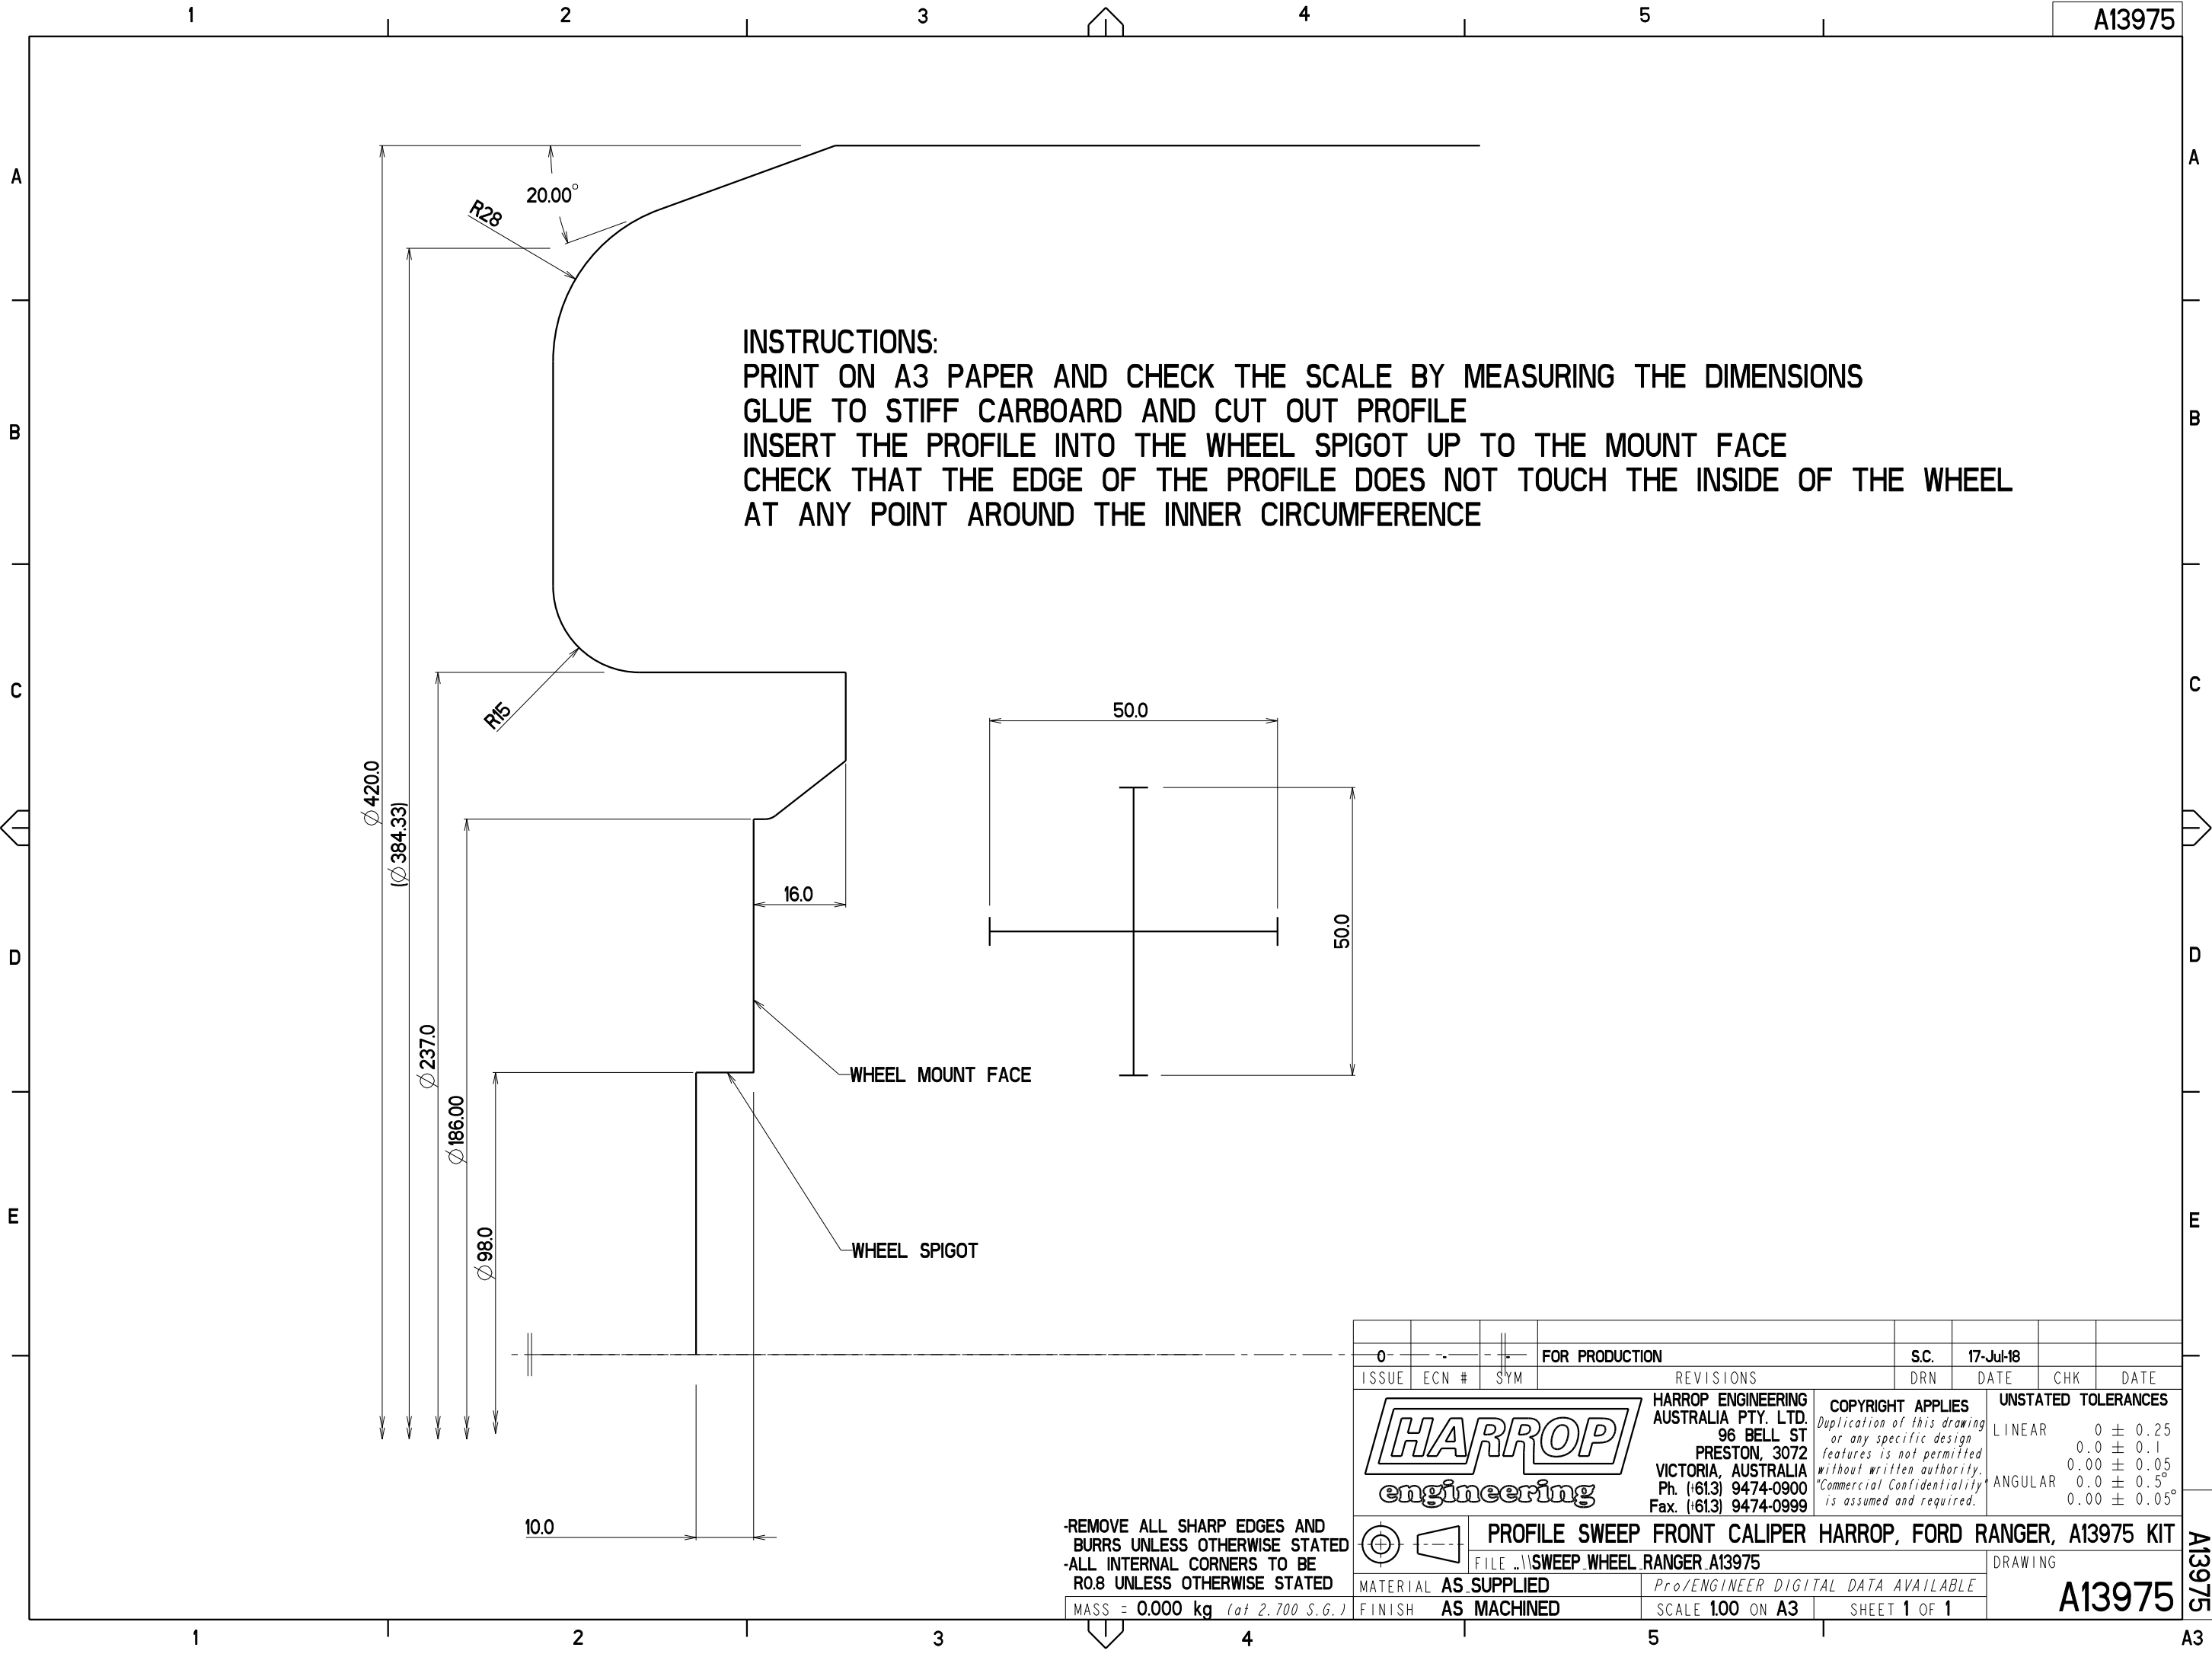 1 2 3 4 5
A13975
A A
B B
C C
D D
E E
20.00°
R28
INSTRUCTIONS:
PRINT ON A3 PAPER AND CHECK THE SCALE BY MEASURING THE DIMENSIONS
GLUE TO STIFF CARBOARD AND CUT OUT PROFILE
INSERT THE PROFILE INTO THE WHEEL SPIGOT UP TO THE MOUNT FACE
CHECK THAT THE EDGE OF THE PROFILE DOES NOT TOUCH THE INSIDE OF THE WHEEL
AT ANY POINT AROUND THE INNER CIRCUMFERENCE
R15
50.0
50.0
Ø420.0
(Ø384.33)
Ø237.0
Ø186.00
Ø98.0
16.0
WHEEL MOUNT FACE
WHEEL SPIGOT
10.0
-REMOVE ALL SHARP EDGES AND
BURRS UNLESS OTHERWISE STATED
-ALL INTERNAL CORNERS TO BE
R0.8 UNLESS OTHERWISE STATED
MASS = 0.000 kg (at 2.700 S.G.)
0 - - FOR PRODUCTION S.C. 17-Jul-18
ISSUE ECN # SYM REVISIONS DRN DATE CHK DATE
HARROP
engineering
HARROP ENGINEERING
AUSTRALIA PTY. LTD.
96 BELL ST
PRESTON, 3072
VICTORIA, AUSTRALIA
Ph. (+613) 9474-0900
Fax. (+613) 9474-0999
COPYRIGHT APPLIES
Duplication of this drawing
or any specific design
features is not permitted
without written authority.
"Commercial Confidentiality"
is assumed and required.
UNSTATED TOLERANCES
LINEAR 0 ± 0.25
0.0 ± 0.1
0.00 ± 0.05
ANGULAR 0.0 ± 0.5°
0.00 ± 0.05°
PROFILE SWEEP FRONT CALIPER HARROP, FORD RANGER, A13975 KIT
FILE ..\\SWEEP_WHEEL_RANGER_A13975
DRAWING
A13975
MATERIAL AS_SUPPLIED
Pro/ENGINEER DIGITAL DATA AVAILABLE
FINISH AS MACHINED
SCALE 1.00 ON A3
SHEET 1 OF 1
A13975
1 2 3 4 5 A3